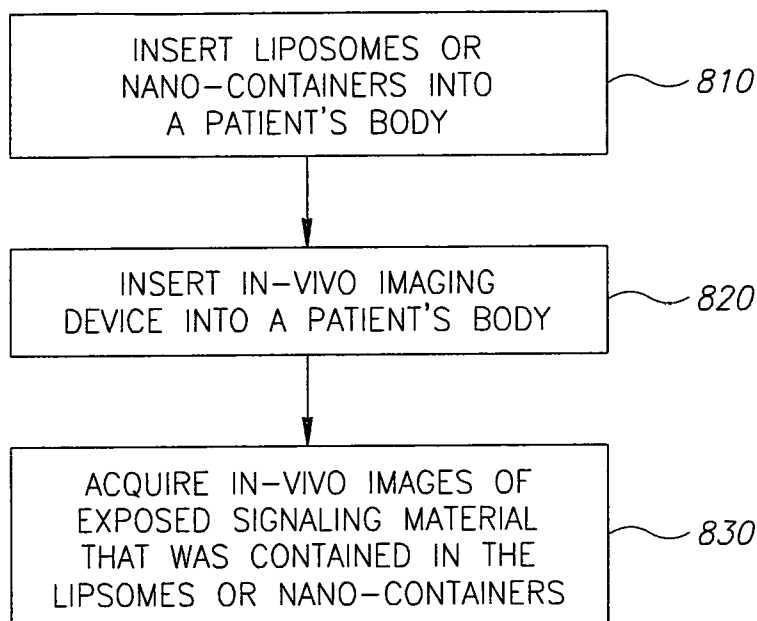 INSERT LIPOSOMES OR
NANO-CONTAINERS INTO
A PATIENT'S BODY
810
INSERT IN-VIVO IMAGING
DEVICE INTO A PATIENT'S BODY
820
ACQUIRE IN-VIVO IMAGES OF
EXPOSED SIGNALING MATERIAL
THAT WAS CONTAINED IN THE
LIPSOMES OR NANO-CONTAINERS
830